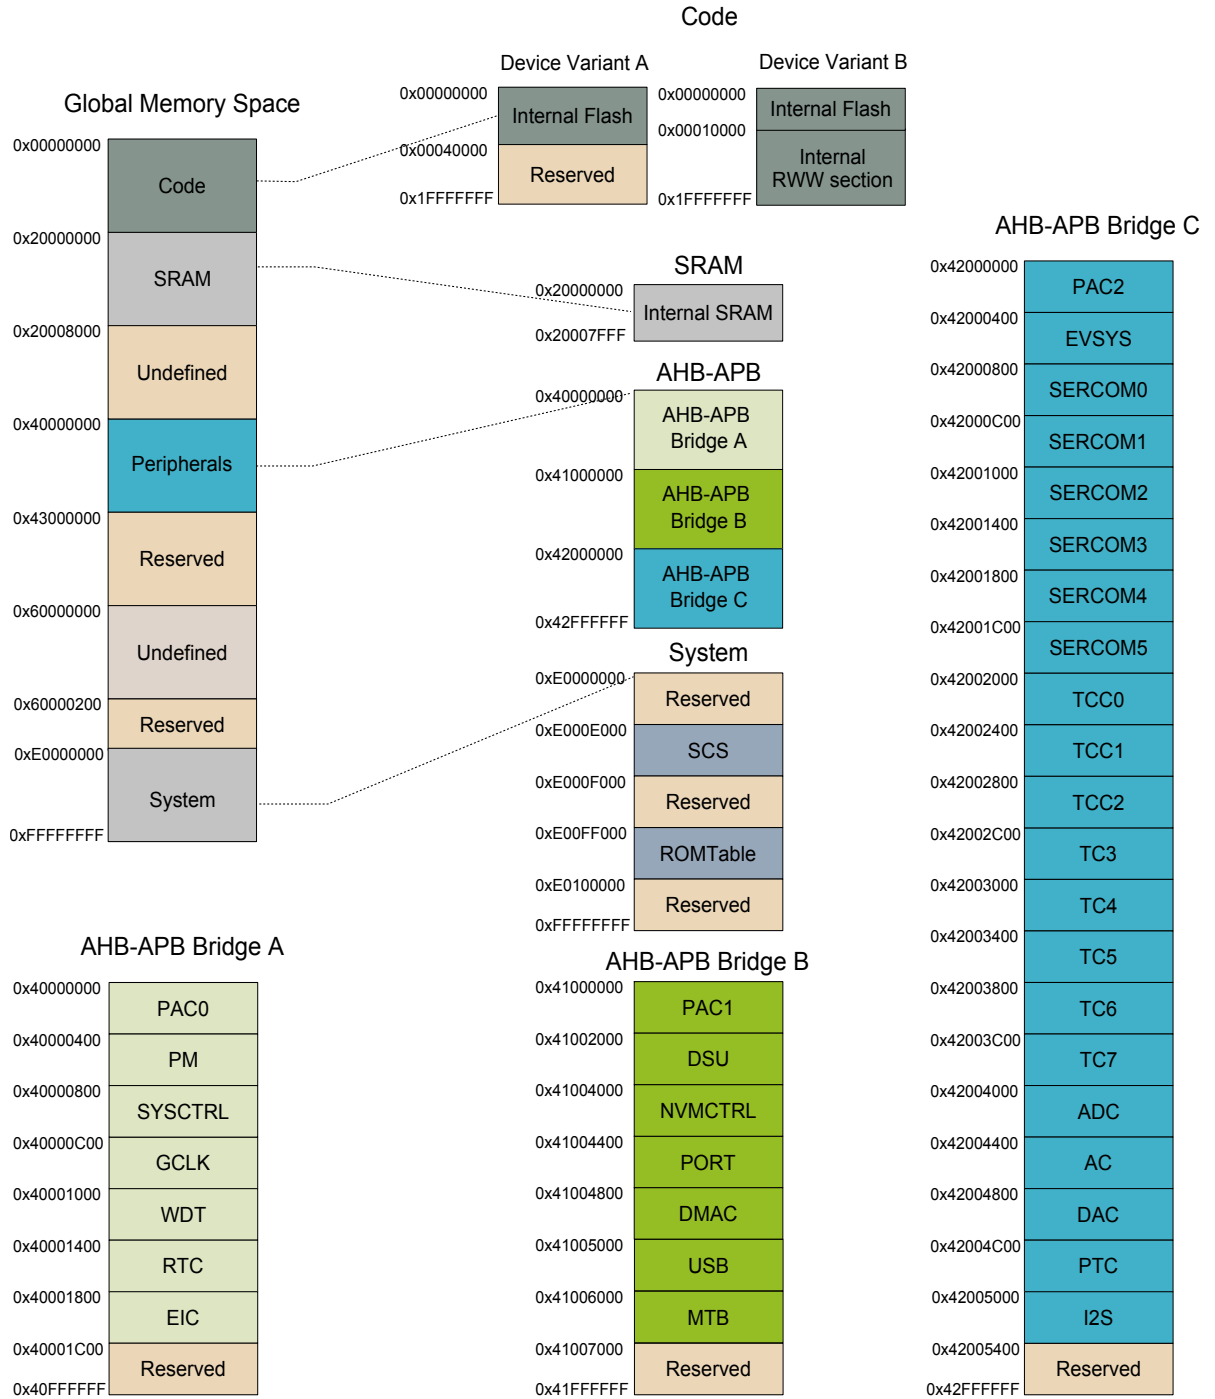 Code
Device Variant A
Device Variant B
0x00000000
Internal Flash
0x00040000
Reserved
0x1FFFFFFF
0x00000000
Internal Flash
0x00010000
Internal
RWW section
0x1FFFFFFF
Global Memory Space
0x00000000
Code
0x20000000
SRAM
0x20008000
Undefined
0x40000000
Peripherals
0x43000000
Reserved
0x60000000
Undefined
0x60000200
Reserved
0xE0000000
System
0xFFFFFFFF
SRAM
0x20000000
Internal SRAM
0x20007FFF
AHB-APB
0x40000000
AHB-APB
Bridge A
0x41000000
AHB-APB
Bridge B
0x42000000
AHB-APB
Bridge C
0x42FFFFFF
System
0xE0000000
Reserved
0xE000E000
SCS
0xE000F000
Reserved
0xE00FF000
ROMTable
0xE0100000
Reserved
0xFFFFFFFF
AHB-APB Bridge A
0x40000000
PAC0
0x40000400
PM
0x40000800
SYSCTRL
0x40000C00
GCLK
0x40001000
WDT
0x40001400
RTC
0x40001800
EIC
0x40001C00
Reserved
0x40FFFFFF
AHB-APB Bridge B
0x41000000
PAC1
0x41002000
DSU
0x41004000
NVMCTRL
0x41004400
PORT
0x41004800
DMAC
0x41005000
USB
0x41006000
MTB
0x41007000
Reserved
0x41FFFFFF
AHB-APB Bridge C
0x42000000
PAC2
0x42000400
EVSYS
0x42000800
SERCOM0
0x42000C00
SERCOM1
0x42001000
SERCOM2
0x42001400
SERCOM3
0x42001800
SERCOM4
0x42001C00
SERCOM5
0x42002000
TCC0
0x42002400
TCC1
0x42002800
TCC2
0x42002C00
TC3
0x42003000
TC4
0x42003400
TC5
0x42003800
TC6
0x42003C00
TC7
0x42004000
ADC
0x42004400
AC
0x42004800
DAC
0x42004C00
PTC
0x42005000
I2S
0x42005400
Reserved
0x42FFFFFF